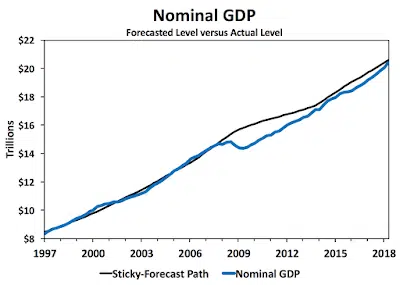 Nominal GDP
Forecasted Level versus Actual Level
$22
$20
$18
$16
$14
$12
$10
$8
Trillions
1997 2000 2003 2006 2009 2012 2015 2018
Sticky-Forecast Path Nominal GDP